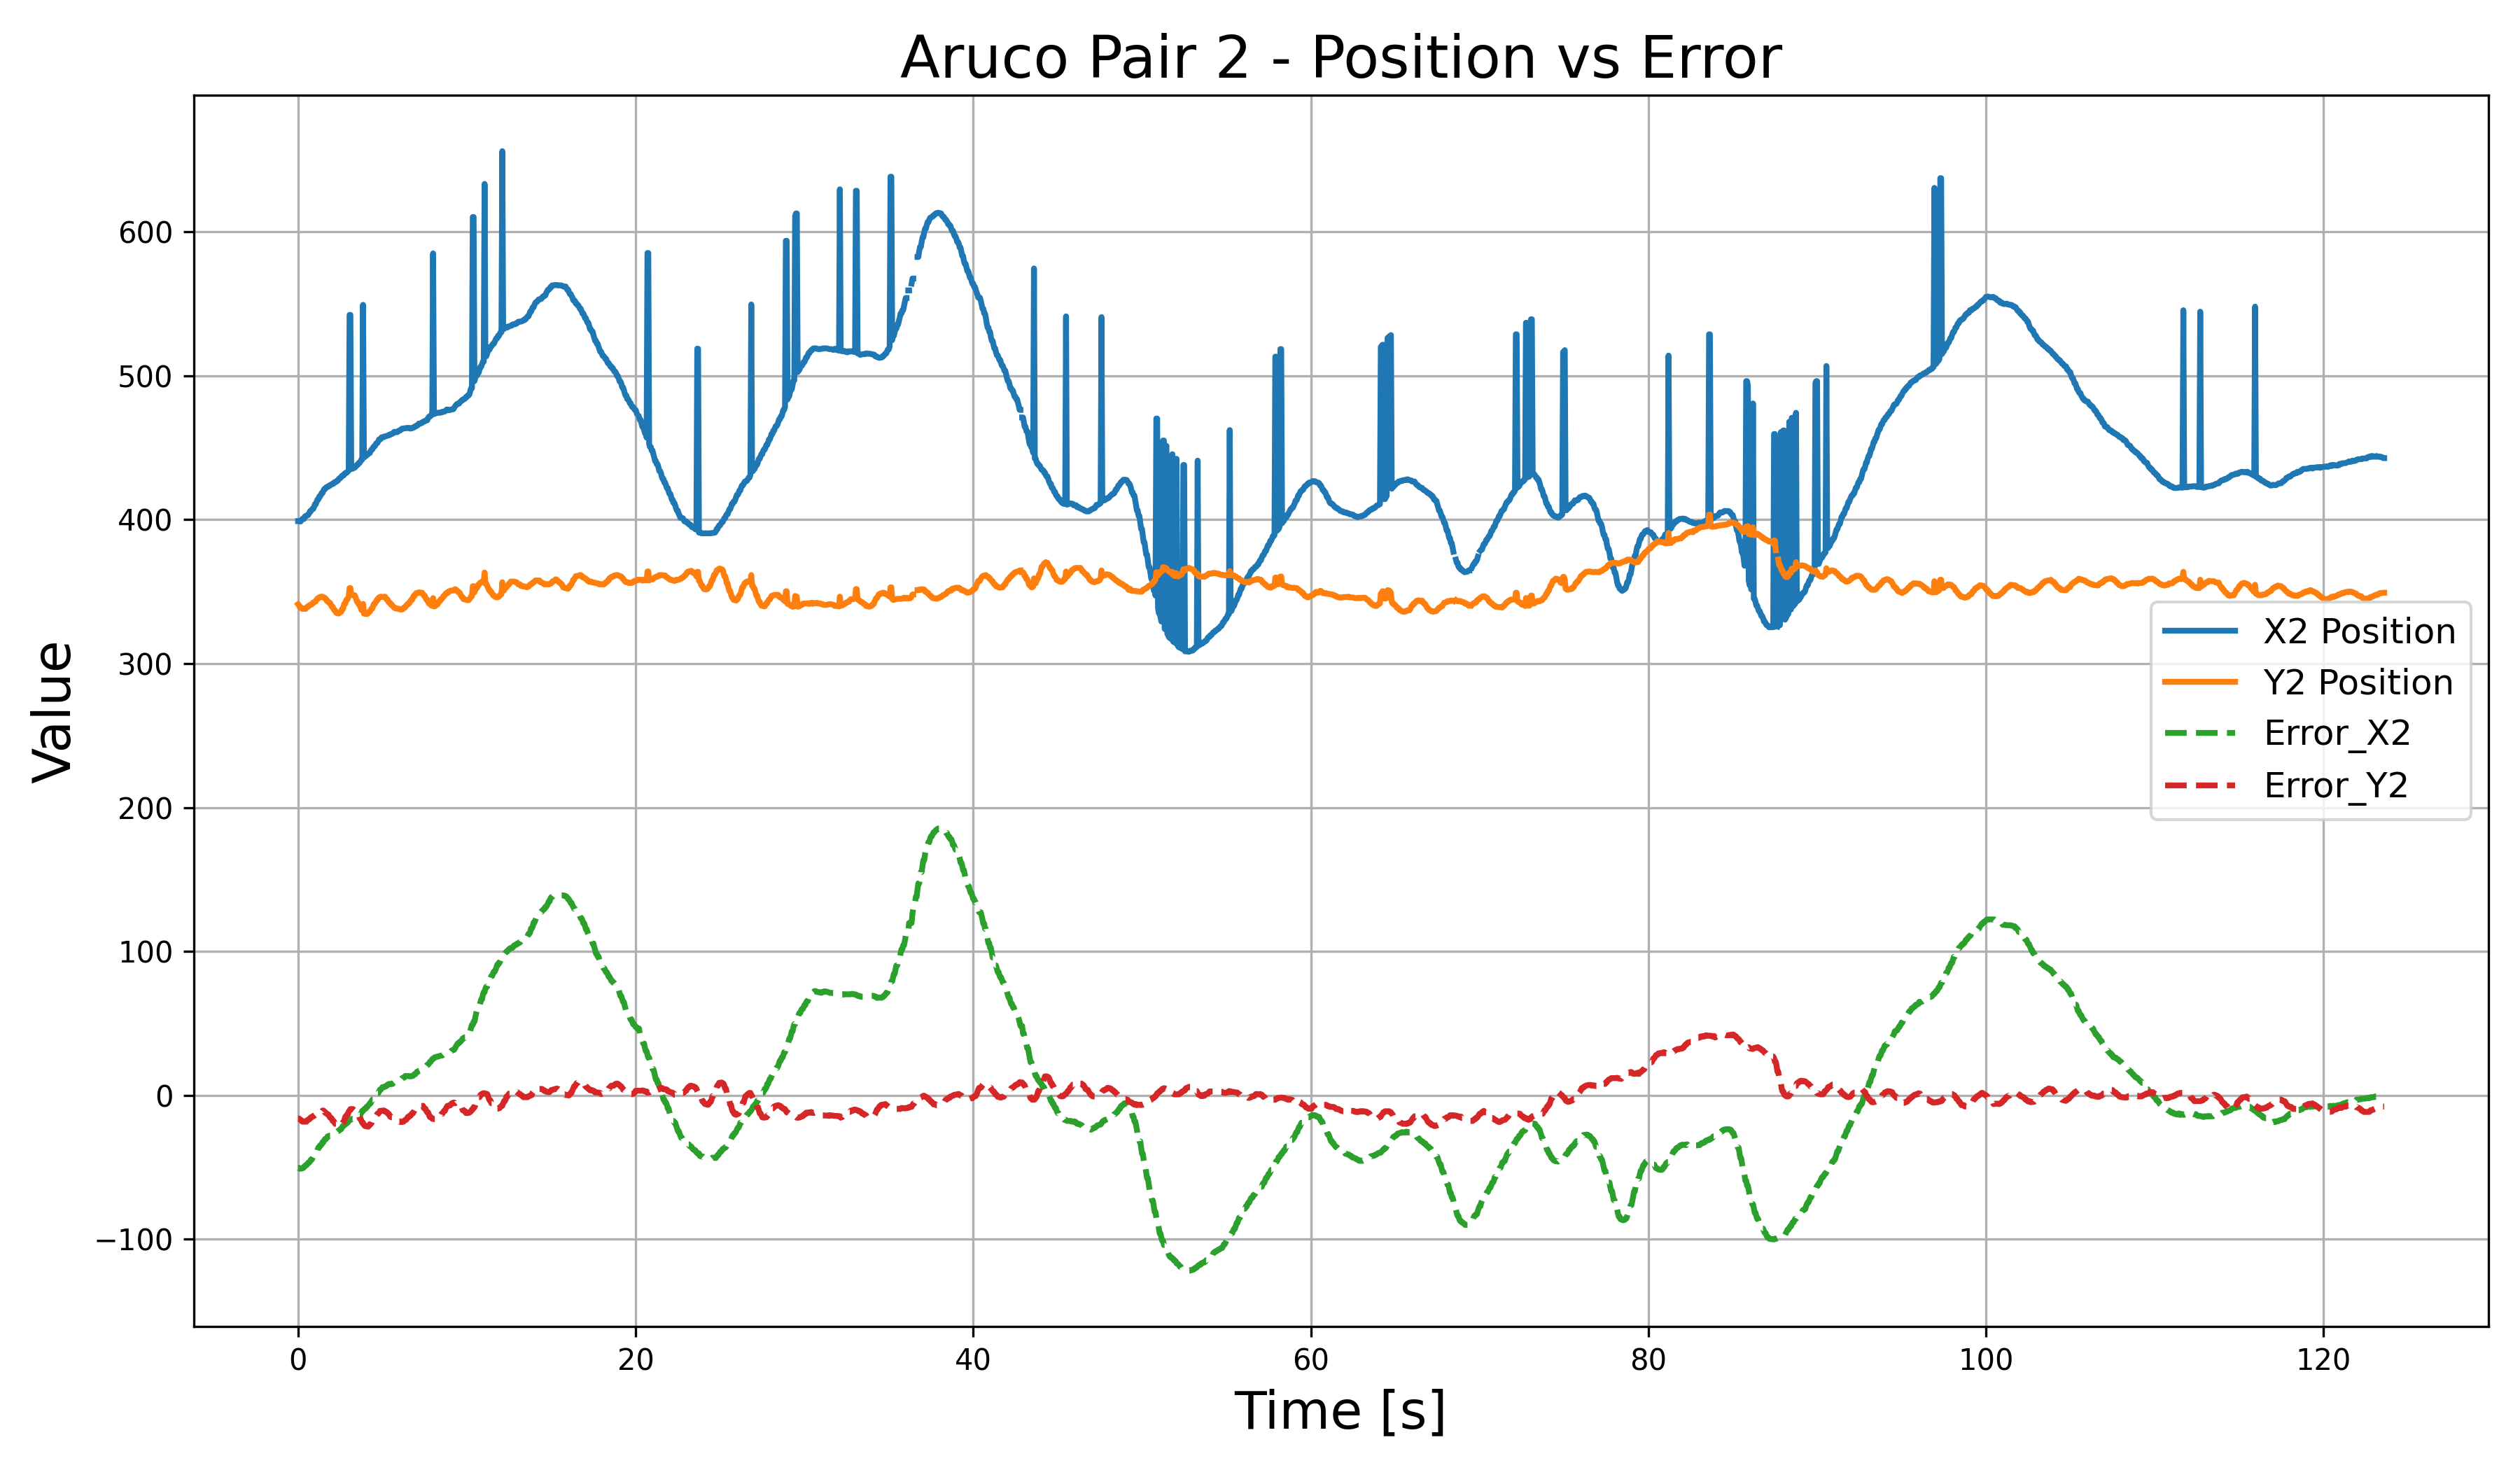 Aruco Pair 2 - Position vs Error
Value
600
500
400
300
200
100
0
−100
X2 Position
Y2 Position
Error_X2
Error_Y2
0 20 40 60 80 100 120
Time [s]